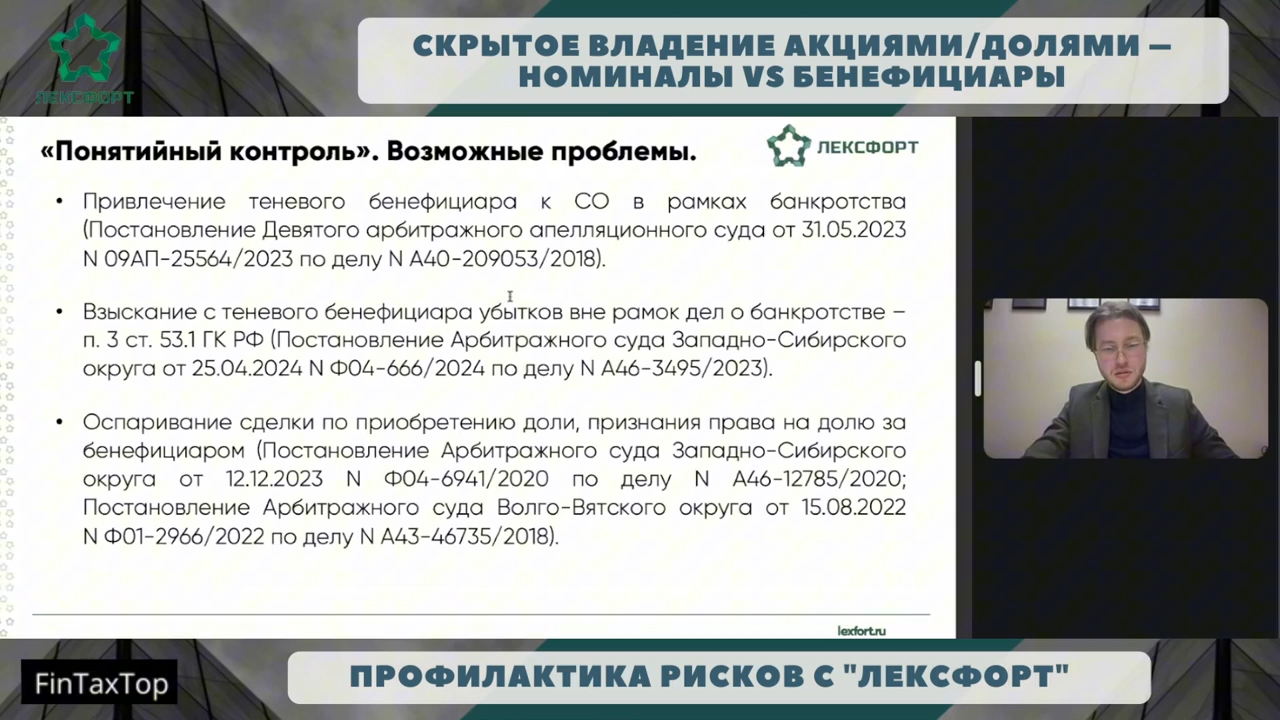 СКРЫТОЕ ВЛАДЕНИЕ АКЦИЯМИ/ДОЛЯМИ –
НОМИНАЛЫ VS БЕНЕФИЦИАРЫ
ЛЕКСФОРТ
«Понятийный контроль». Возможные проблемы.
ЛЕКСФОРТ
• Привлечение теневого бенефициара к СО в рамках банкротства
(Постановление Девятого арбитражного апелляционного суда от 31.05.2023
N 09АП-25564/2023 по делу N А40-209053/2018).
• Взыскание с теневого бенефициара убытков вне рамок дел о банкротстве –
п. 3 ст. 53.1 ГК РФ (Постановление Арбитражного суда Западно-Сибирского
округа от 25.04.2024 N Ф04-666/2024 по делу N А46-3495/2023).
• Оспаривание сделки по приобретению доли, признания права на долю за
бенефициаром (Постановление Арбитражного суда Западно-Сибирского
округа от 12.12.2023 N Ф04-6941/2020 по делу N А46-12785/2020;
Постановление Арбитражного суда Волго-Вятского округа от 15.08.2022
N Ф01-2966/2022 по делу N А43-46735/2018).
lexfort.ru
FinTaxTop
ПРОФИЛАКТИКА РИСКОВ С "ЛЕКСФОРТ"